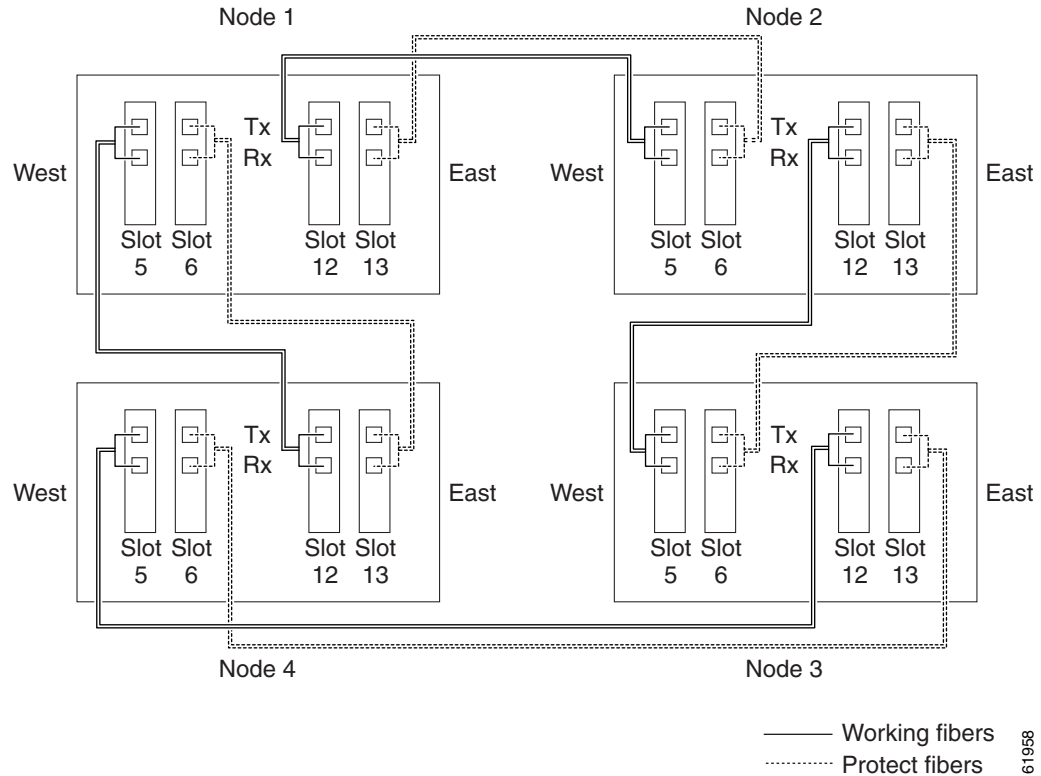 Node 1
Node 2
Tx
Rx
West
East
Slot 5
Slot 6
Slot 12
Slot 13
Tx
Rx
West
East
Slot 5
Slot 6
Slot 12
Slot 13
Tx
Rx
West
East
Slot 5
Slot 6
Slot 12
Slot 13
Tx
Rx
West
East
Slot 5
Slot 6
Slot 12
Slot 13
Node 4
Node 3
Working fibers
Protect fibers
61958